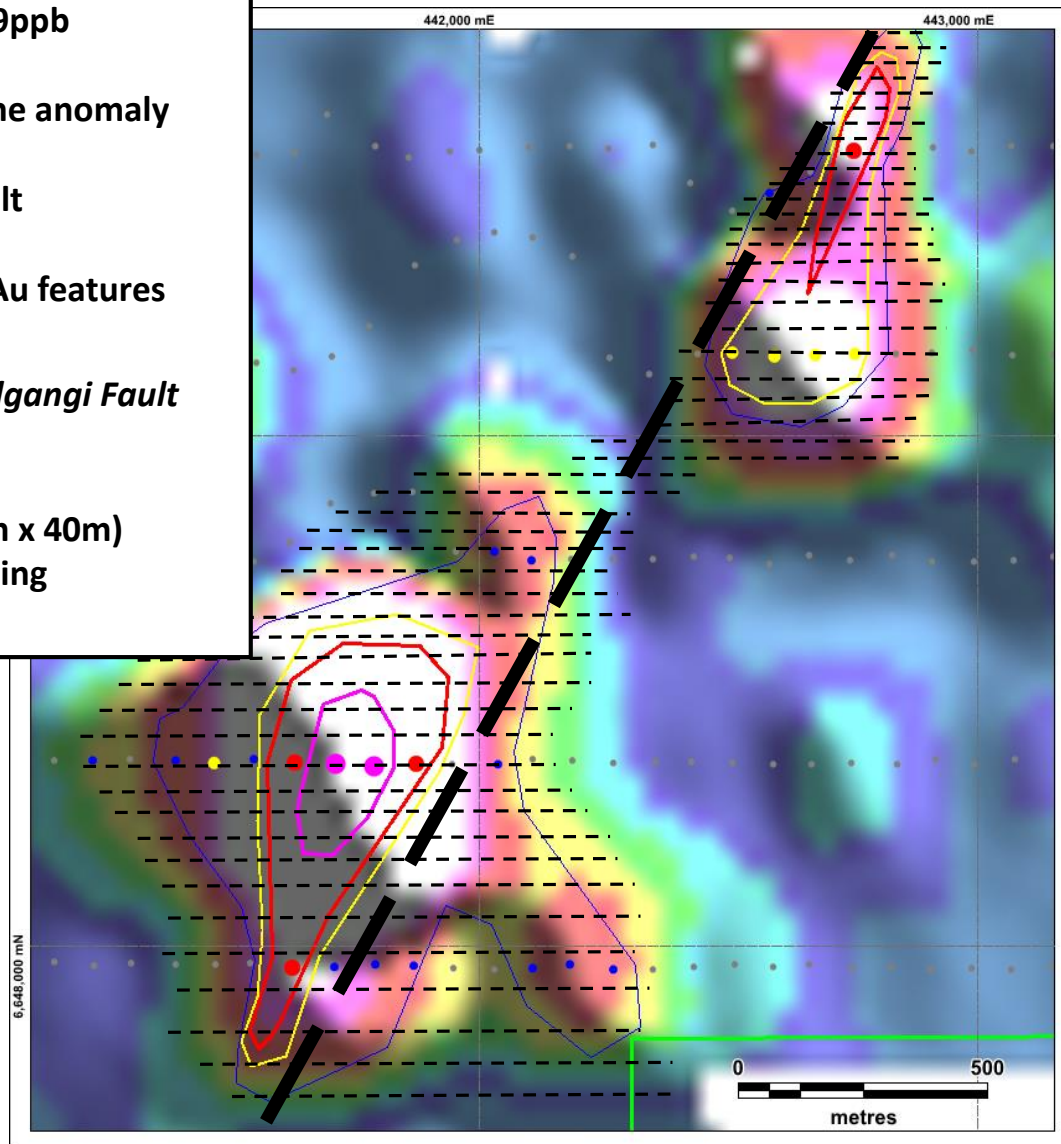 9ppb
ne anomaly
lt
Au features
lgangi Fault
n x 40m)
ing
442,000 mE
443,000 mE
6,648,000 mN
0 500
metres